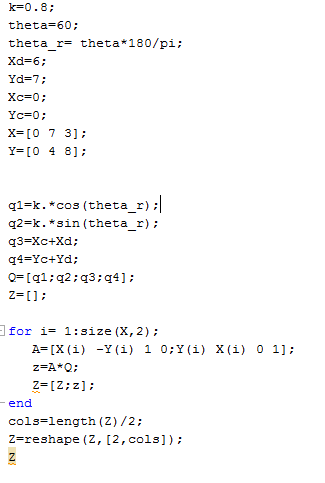 k=0.8;
theta=60;
theta_r= theta*180/pi;
Xd=6;
Yd=7;
Xc=0;
Yc=0;
X=[0 7 3];
Y=[0 4 8];
q1=k.*cos(theta_r);
q2=k.*sin(theta_r);
q3=Xc+Xd;
q4=Yc+Yd;
Q=[q1;q2;q3;q4];
Z=[];
for i= 1:size(X,2);
A=[X(i) -Y(i) 1 0;Y(i) X(i) 0 1];
z=A*Q;
Z=[Z;z];
end
cols=length(Z)/2;
Z=reshape(Z,[2,cols]);
Z